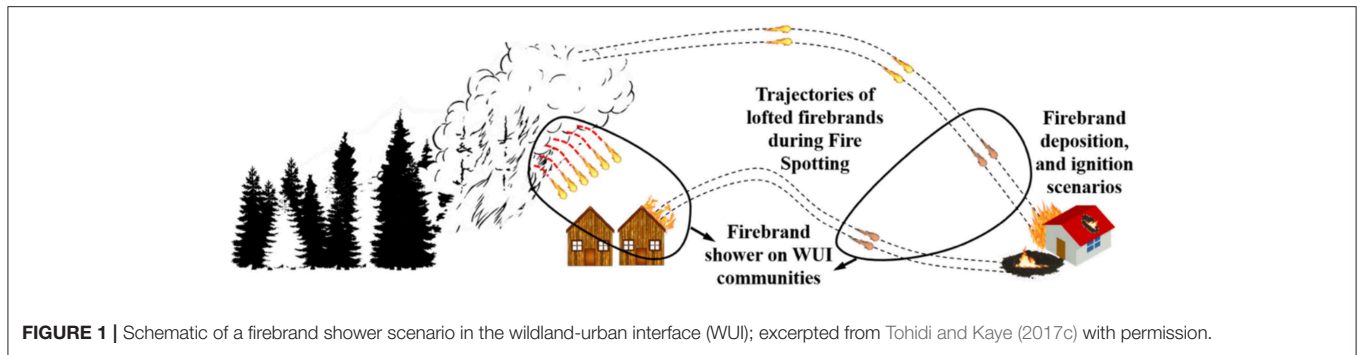 Trajectories of
lofted firebrands
during Fire
Spotting
Firebrand
deposition,
and ignition
scenarios
Firebrand
shower on WUI
communities
FIGURE 1 | Schematic of a firebrand shower scenario in the wildland-urban interface (WUI); excerpted from Tohidi and Kaye (2017c) with permission.